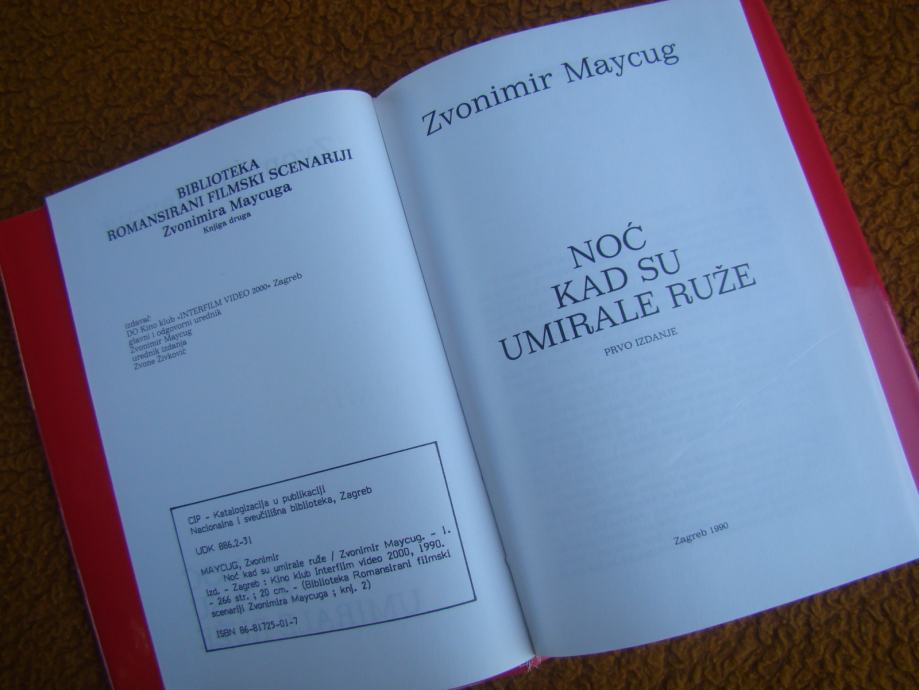 BIBLIOTEKA
ROMANSIRANI FILMSKI SCENARIJI
Zvonimira Maycuga
Knjiga druga
izdavač:
DO Kino klub »INTERFILM VIDEO 2000« Zagreb
glavni i odgovorni urednik
Zvonimir Maycug
urednik izdanja
Zvone Živković
CIP - Katalogizacija u publikaciji
Nacionalna i sveučilišna biblioteka, Zagreb
UDK 886.2-31
MAYCUG, Zvonimir
Noć kad su umirale ruže / Zvonimir Maycug. - 1.
izd. - Zagreb : Kino klub Interfilm video 2000, 1990.
- 266 str. ; 20 cm. - (Biblioteka Romansirani filmski
scenariji Zvonimira Maycuga ; knj. 2)
ISBN 86-81725-01-7
Zvonimir Maycug
NOĆ
KAD SU
UMIRALE RUŽE
PRVO IZDANJE
Zagreb 1990